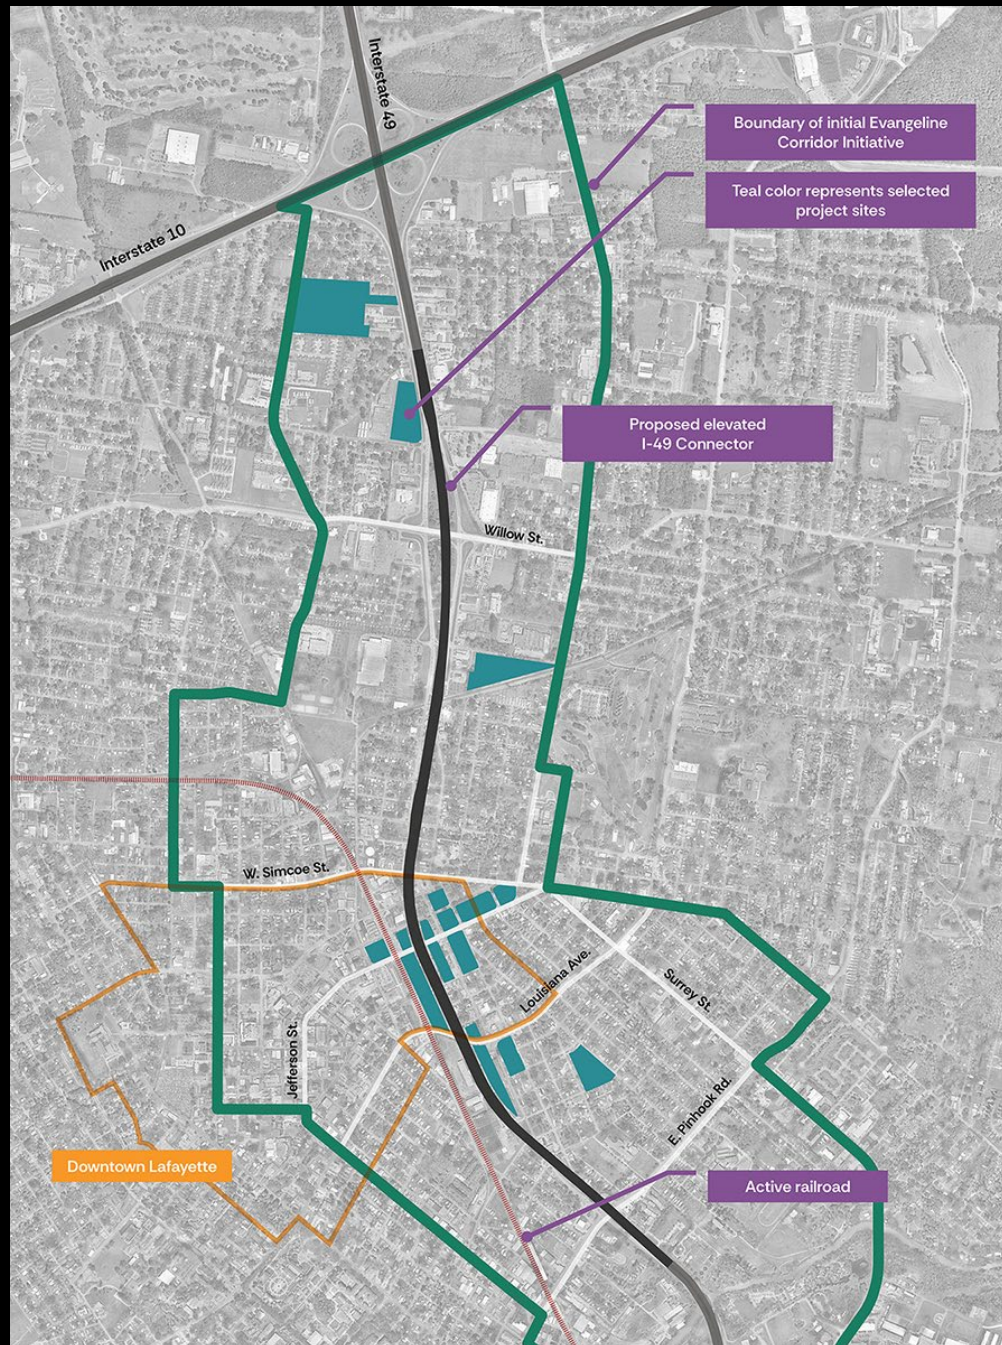 Interstate 49
Boundary of initial Evangeline
Corridor Initiative
Teal color represents selected
project sites
Interstate 10
Proposed elevated
I-49 Connector
Willow St.
W. Simcoe St.
Louisiana Ave.
Surrey St.
Jefferson St.
E. Pinhook Rd.
Downtown Lafayette
Active railroad